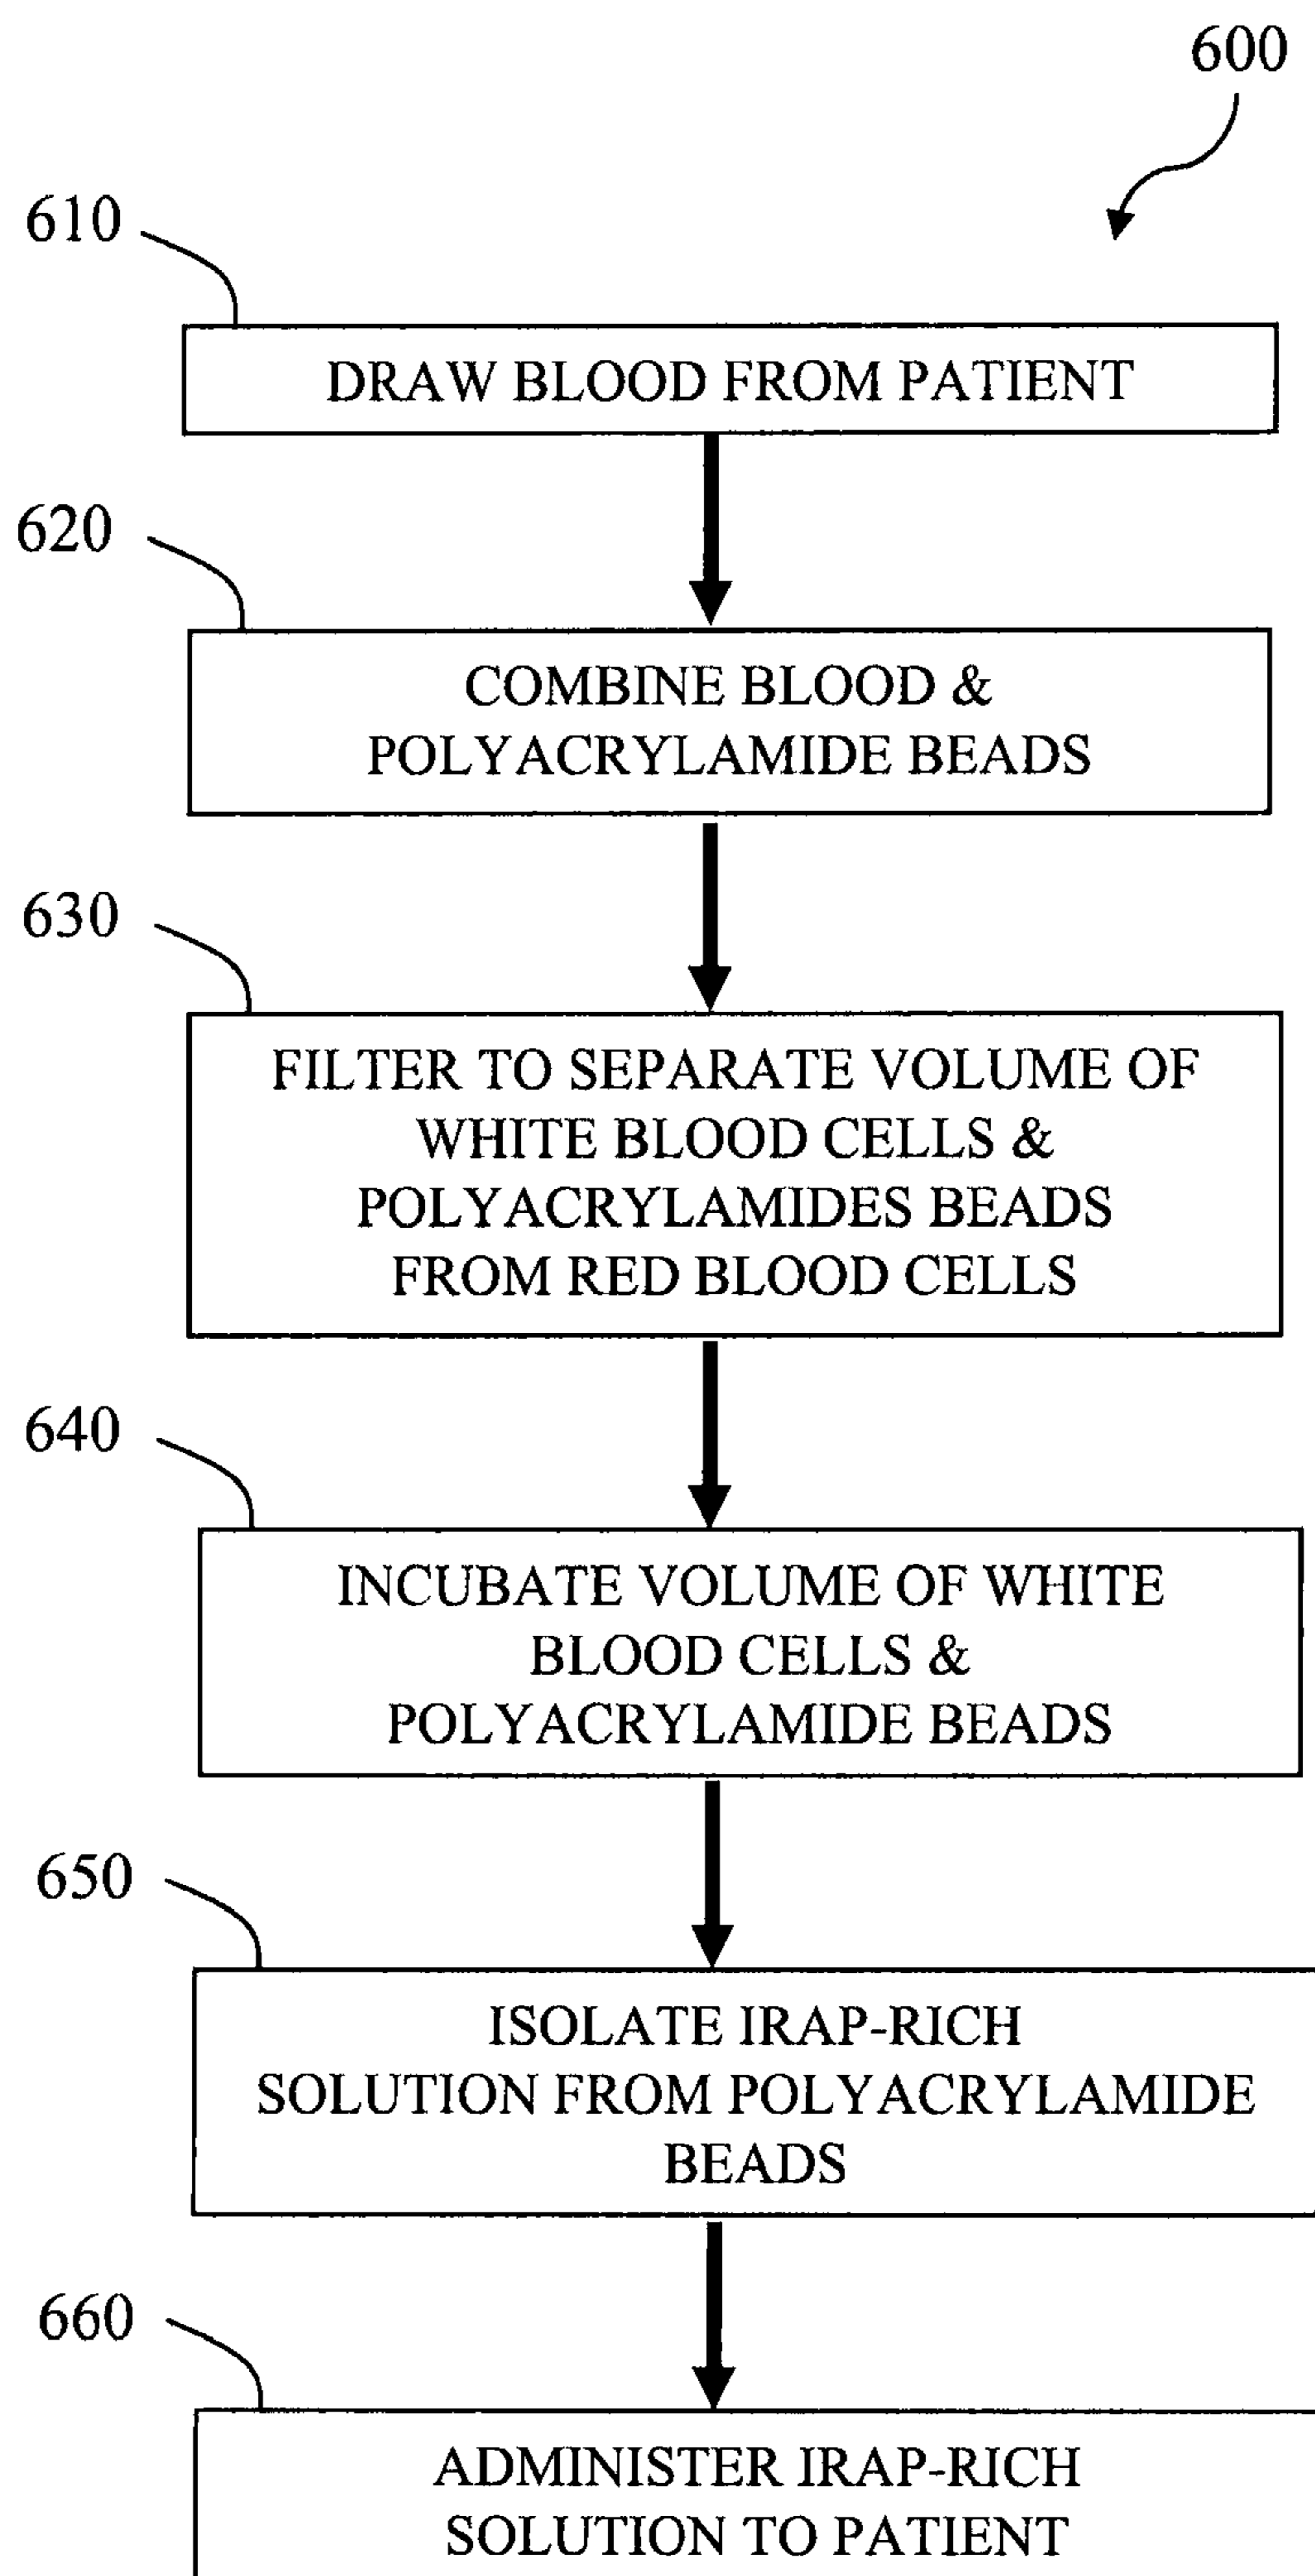 600
610
DRAW BLOOD FROM PATIENT
620
COMBINE BLOOD &
POLYACRYLAMIDE BEADS
630
FILTER TO SEPARATE VOLUME OF
WHITE BLOOD CELLS &
POLYACRYLAMIDES BEADS
FROM RED BLOOD CELLS
640
INCUBATE VOLUME OF WHITE
BLOOD CELLS &
POLYACRYLAMIDE BEADS
650
ISOLATE IRAP-RICH
SOLUTION FROM POLYACRYLAMIDE
BEADS
660
ADMINISTER IRAP-RICH
SOLUTION TO PATIENT